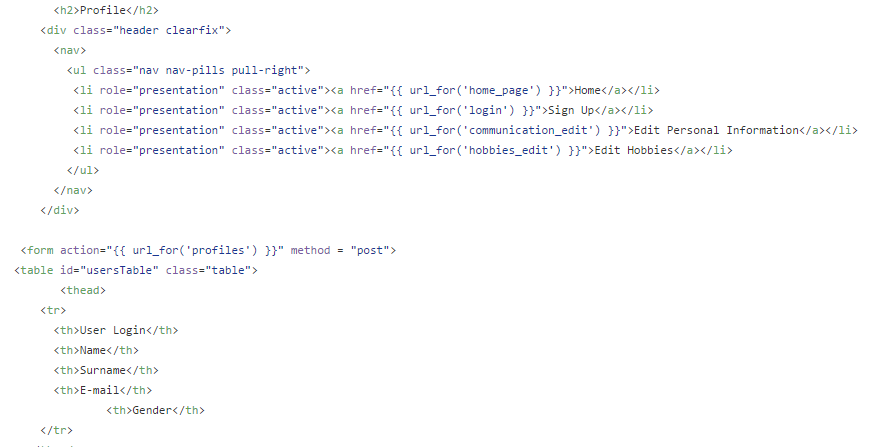 <h2>Profile</h2>
<div class="header clearfix">
<nav>
<ul class="nav nav-pills pull-right">
<li role="presentation" class="active"><a href="{{ url_for('home_page') }}">Home</a></li>
<li role="presentation" class="active"><a href="{{ url_for('login') }}">Sign Up</a></li>
<li role="presentation" class="active"><a href="{{ url_for('communication_edit') }}">Edit Personal Information</a></li>
<li role="presentation" class="active"><a href="{{ url_for('hobbies_edit') }}">Edit Hobbies</a></li>
</ul>
</nav>
</div>
<form action="{{ url_for('profiles') }}" method = "post">
<table id="usersTable" class="table">
<thead>
<tr>
<th>User Login</th>
<th>Name</th>
<th>Surname</th>
<th>E-mail</th>
<th>Gender</th>
</tr>